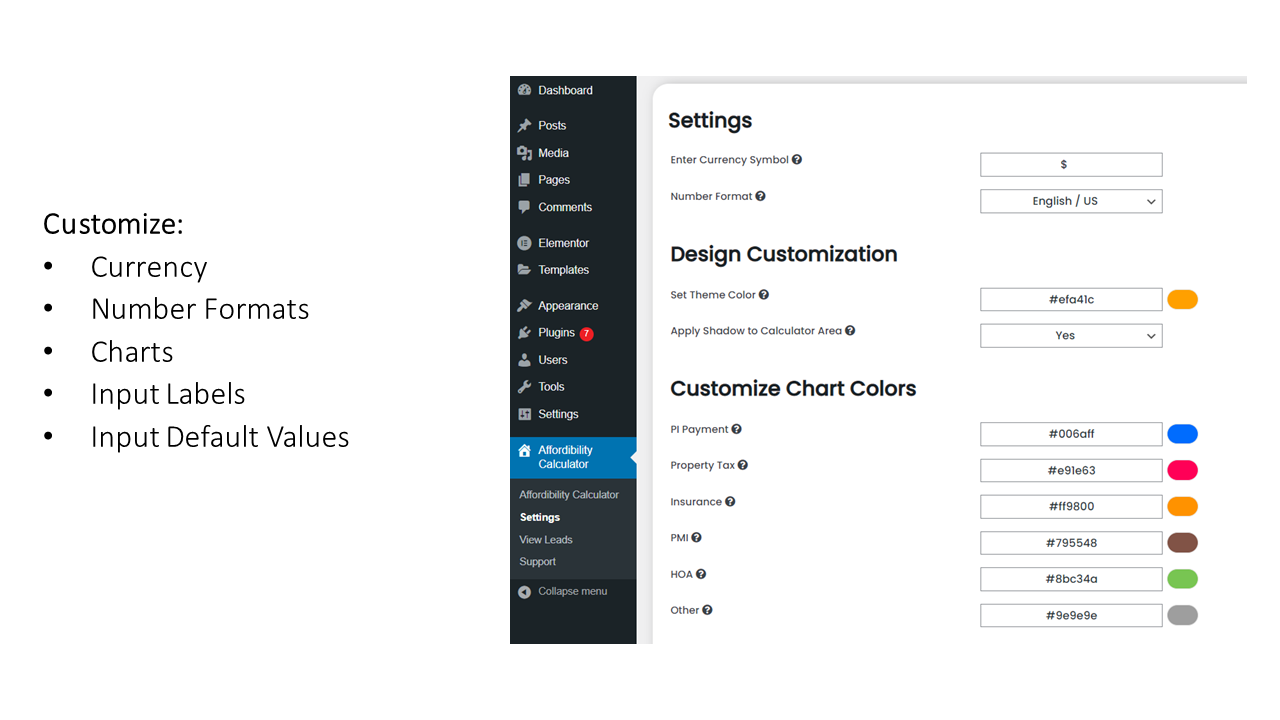 Customize:
• Currency
• Number Formats
• Charts
• Input Labels
• Input Default Values
Dashboard
Posts
Media
Pages
Comments
Elementor
Templates
Appearance
Plugins 7
Users
Tools
Settings
Affordibility
Calculator
Affordibility Calculator
Settings
View Leads
Support
Collapse menu
Settings
Enter Currency Symbol ? $
Number Format ? English / US
Design Customization
Set Theme Color ? #efa41c
Apply Shadow to Calculator Area ? Yes
Customize Chart Colors
PI Payment ? #006aff
Property Tax ? #e91e63
Insurance ? #ff9800
PMI ? #795548
HOA ? #8bc34a
Other ? #9e9e9e